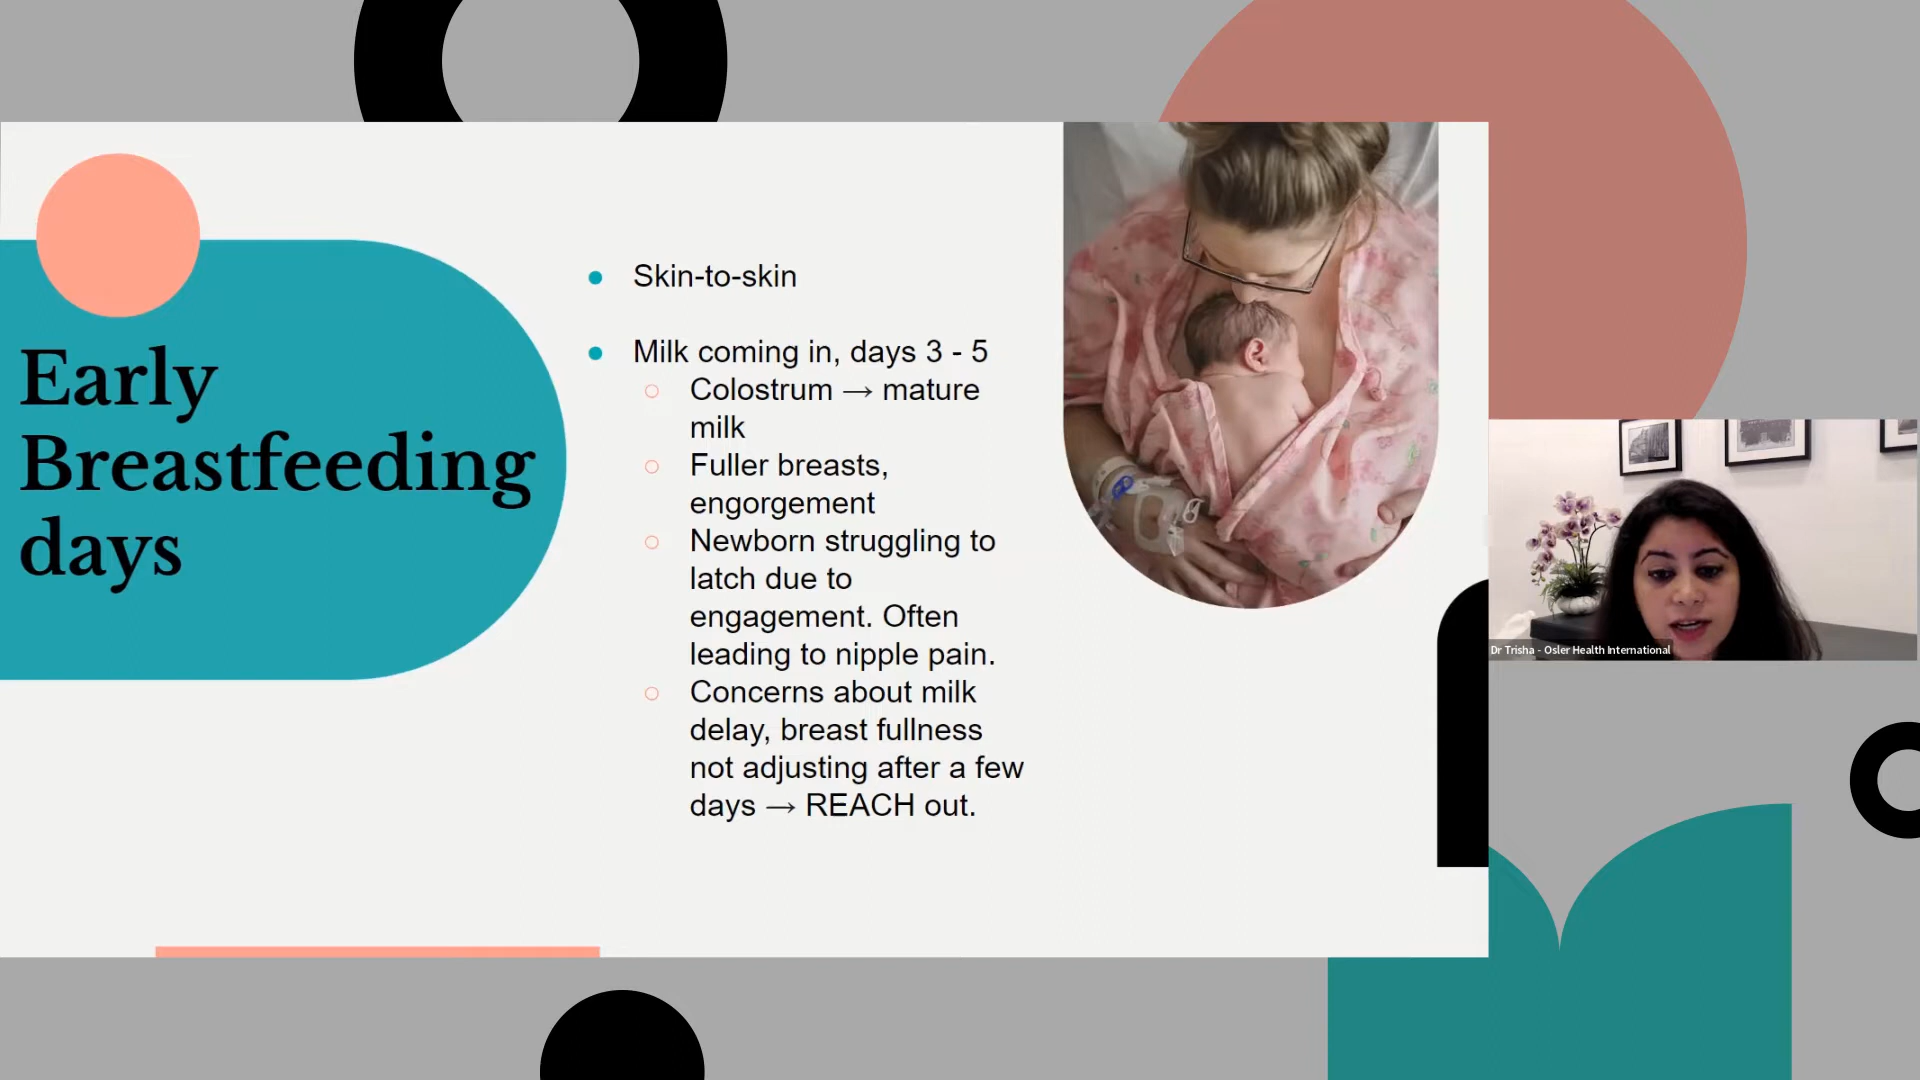 Early
Breastfeeding
days
● Skin-to-skin
● Milk coming in, days 3 - 5
○ Colostrum → mature
milk
○ Fuller breasts,
engorgement
○ Newborn struggling to
latch due to
engagement. Often
leading to nipple pain.
○ Concerns about milk
delay, breast fullness
not adjusting after a few
days → REACH out.
Dr Trisha - Osler Health International